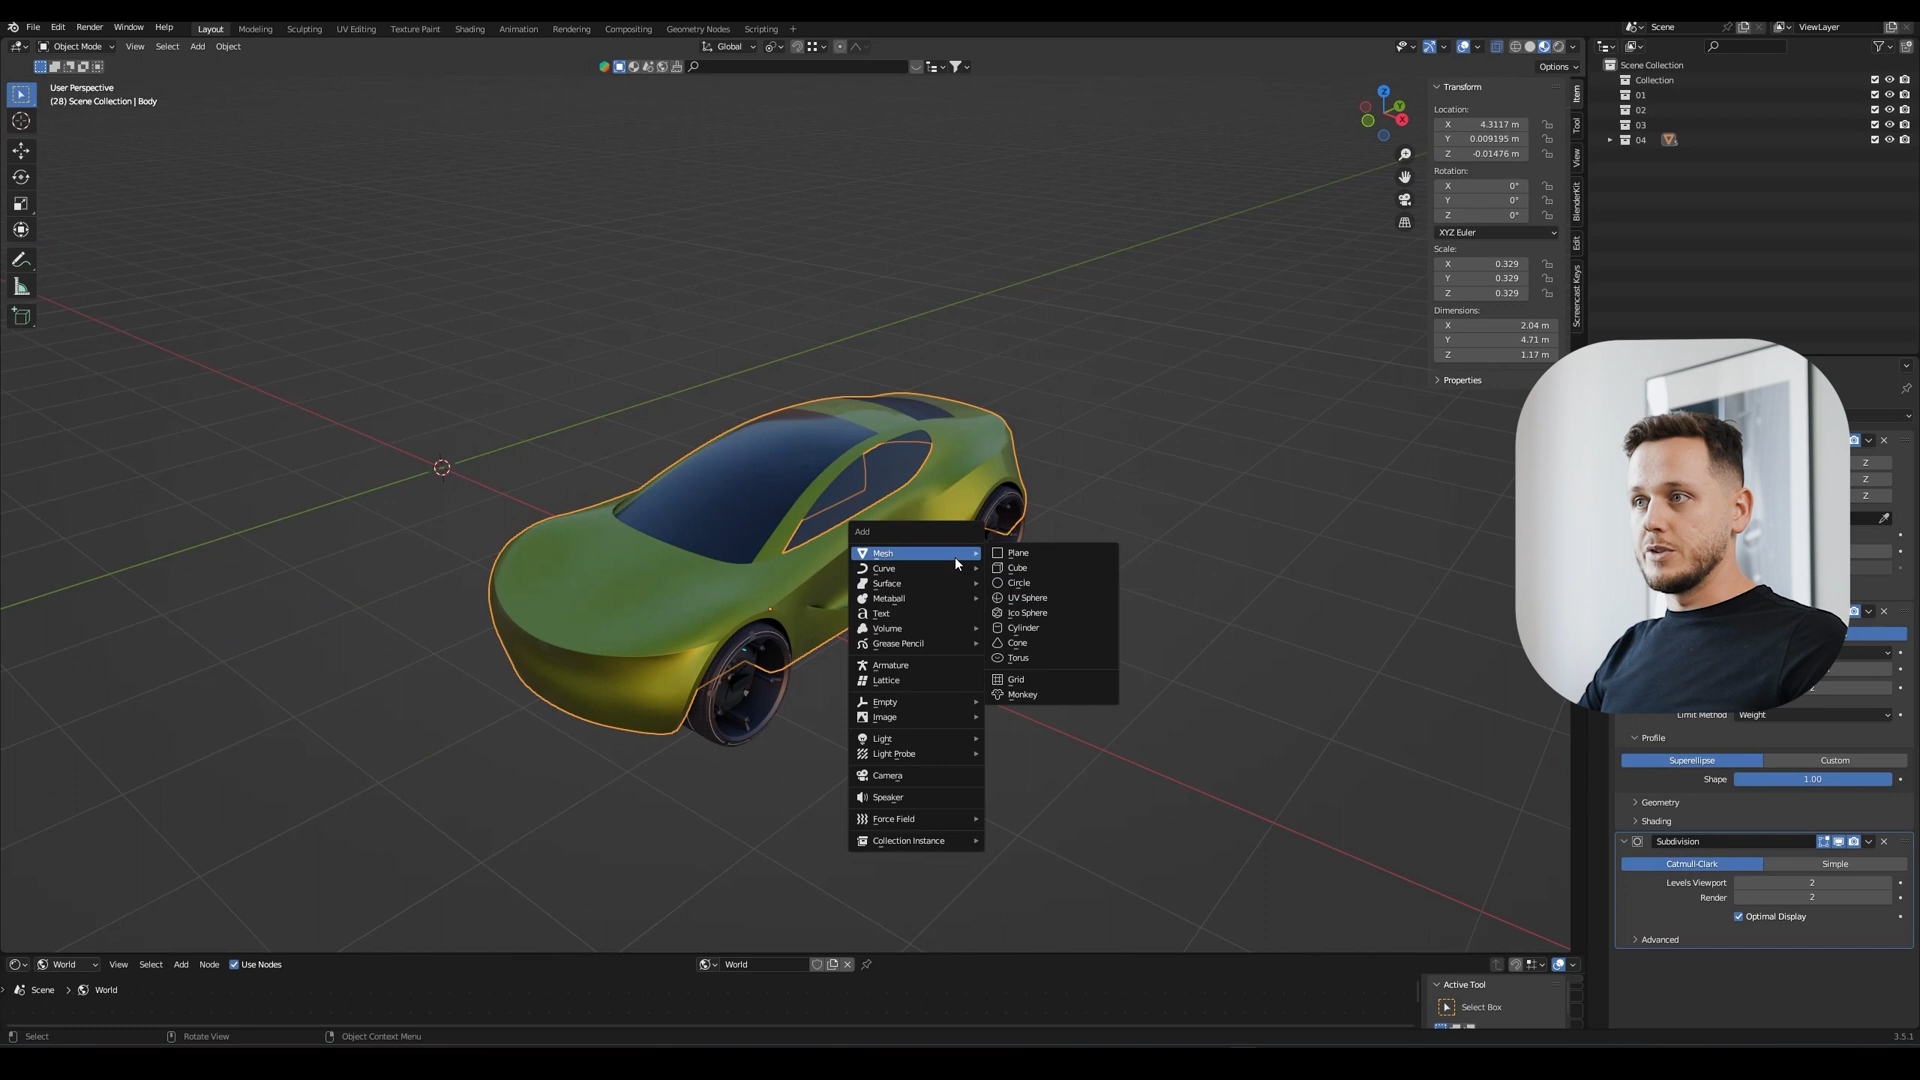 File Edit Render Window Help Layout Modeling Sculpting UV Editing Texture Paint Shading Animation Rendering Compositing Geometry Nodes Scripting + Scene ViewLayer
Object Mode View Select Add Object Global
Options
User Perspective
(28) Scene Collection | Body
Z
Y
X
Transform
Location:
X 4.3117 m
Y 0.009195 m
Z -0.01476 m
Rotation:
X 0°
Y 0°
Z 0°
XYZ Euler
Scale:
X 0.329
Y 0.329
Z 0.329
Dimensions:
X 2.04 m
Y 4.71 m
Z 1.17 m
Properties
Item
Tool
View
BlenderKit
Edit
Screencast Keys
Scene Collection
Collection
01
02
03
04
Add
Mesh
Curve
Surface
Metaball
Text
Volume
Grease Pencil
Armature
Lattice
Empty
Image
Light
Light Probe
Camera
Speaker
Force Field
Collection Instance
Plane
Cube
Circle
UV Sphere
Ico Sphere
Cylinder
Cone
Torus
Grid
Monkey
Z
Z
Z
Limit Method Weight
Profile
Superellipse Custom
Shape 1.00
Geometry
Shading
Subdivision
Catmull-Clark Simple
Levels Viewport 2
Render 2
Optimal Display
Advanced
World View Select Add Node Use Nodes World
Scene > World
Active Tool
Select Box
Select Rotate View Object Context Menu 3.5.1